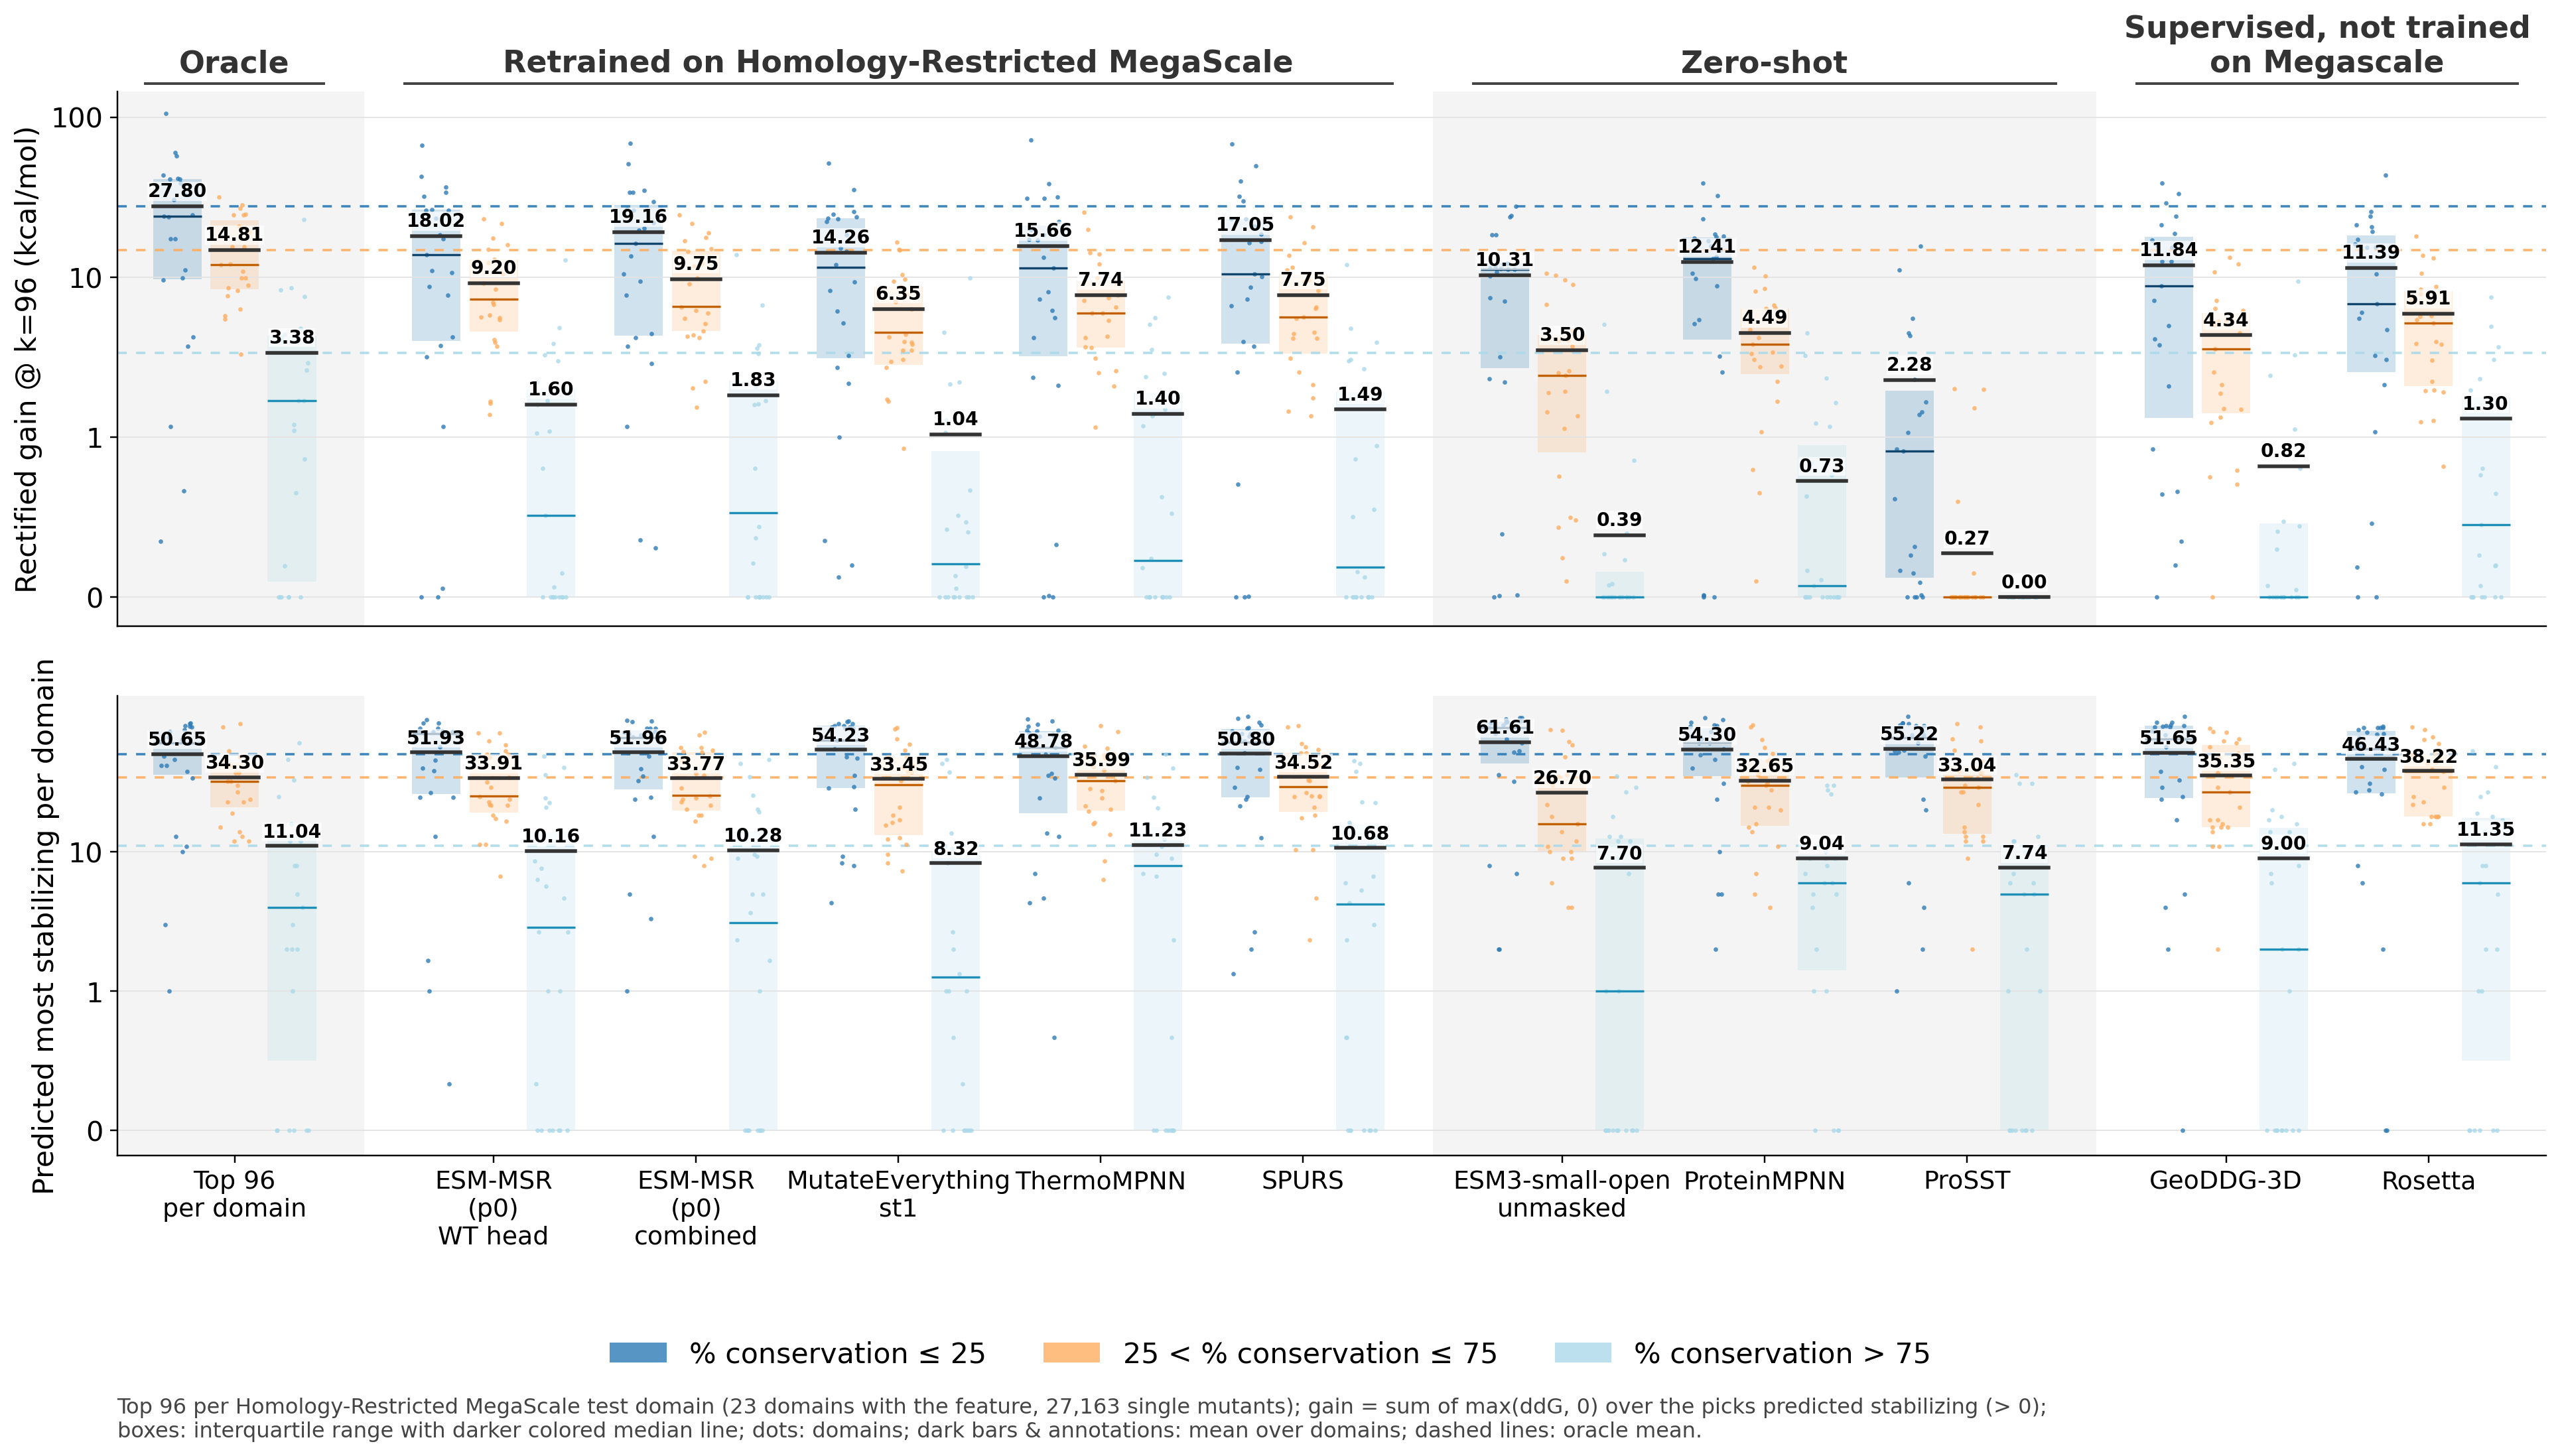 Oracle
Retrained on Homology-Restricted MegaScale
Zero-shot
Supervised, not trained
on Megascale
Rectified gain @ k=96 (kcal/mol)
100
10
1
0
27.80
14.81
3.38
18.02
9.20
1.60
19.16
9.75
1.83
14.26
6.35
1.04
15.66
7.74
1.40
17.05
7.75
1.49
10.31
3.50
0.39
12.41
4.49
0.73
2.28
0.27
0.00
11.84
4.34
0.82
11.39
5.91
1.30
Predicted most stabilizing per domain
10
1
0
50.65
34.30
11.04
51.93
33.91
10.16
51.96
33.77
10.28
54.23
33.45
8.32
48.78
35.99
11.23
50.80
34.52
10.68
61.61
26.70
7.70
54.30
32.65
9.04
55.22
33.04
7.74
51.65
35.35
9.00
46.43
38.22
11.35
Top 96
per domain
ESM-MSR
(p0)
WT head
ESM-MSR
(p0)
combined
MutateEverything
st1
ThermoMPNN
SPURS
ESM3-small-open
unmasked
ProteinMPNN
ProSST
GeoDDG-3D
Rosetta
% conservation ≤ 25
25 < % conservation ≤ 75
% conservation > 75
Top 96 per Homology-Restricted MegaScale test domain (23 domains with the feature, 27,163 single mutants); gain = sum of max(ddG, 0) over the picks predicted stabilizing (> 0);
boxes: interquartile range with darker colored median line; dots: domains; dark bars & annotations: mean over domains; dashed lines: oracle mean.